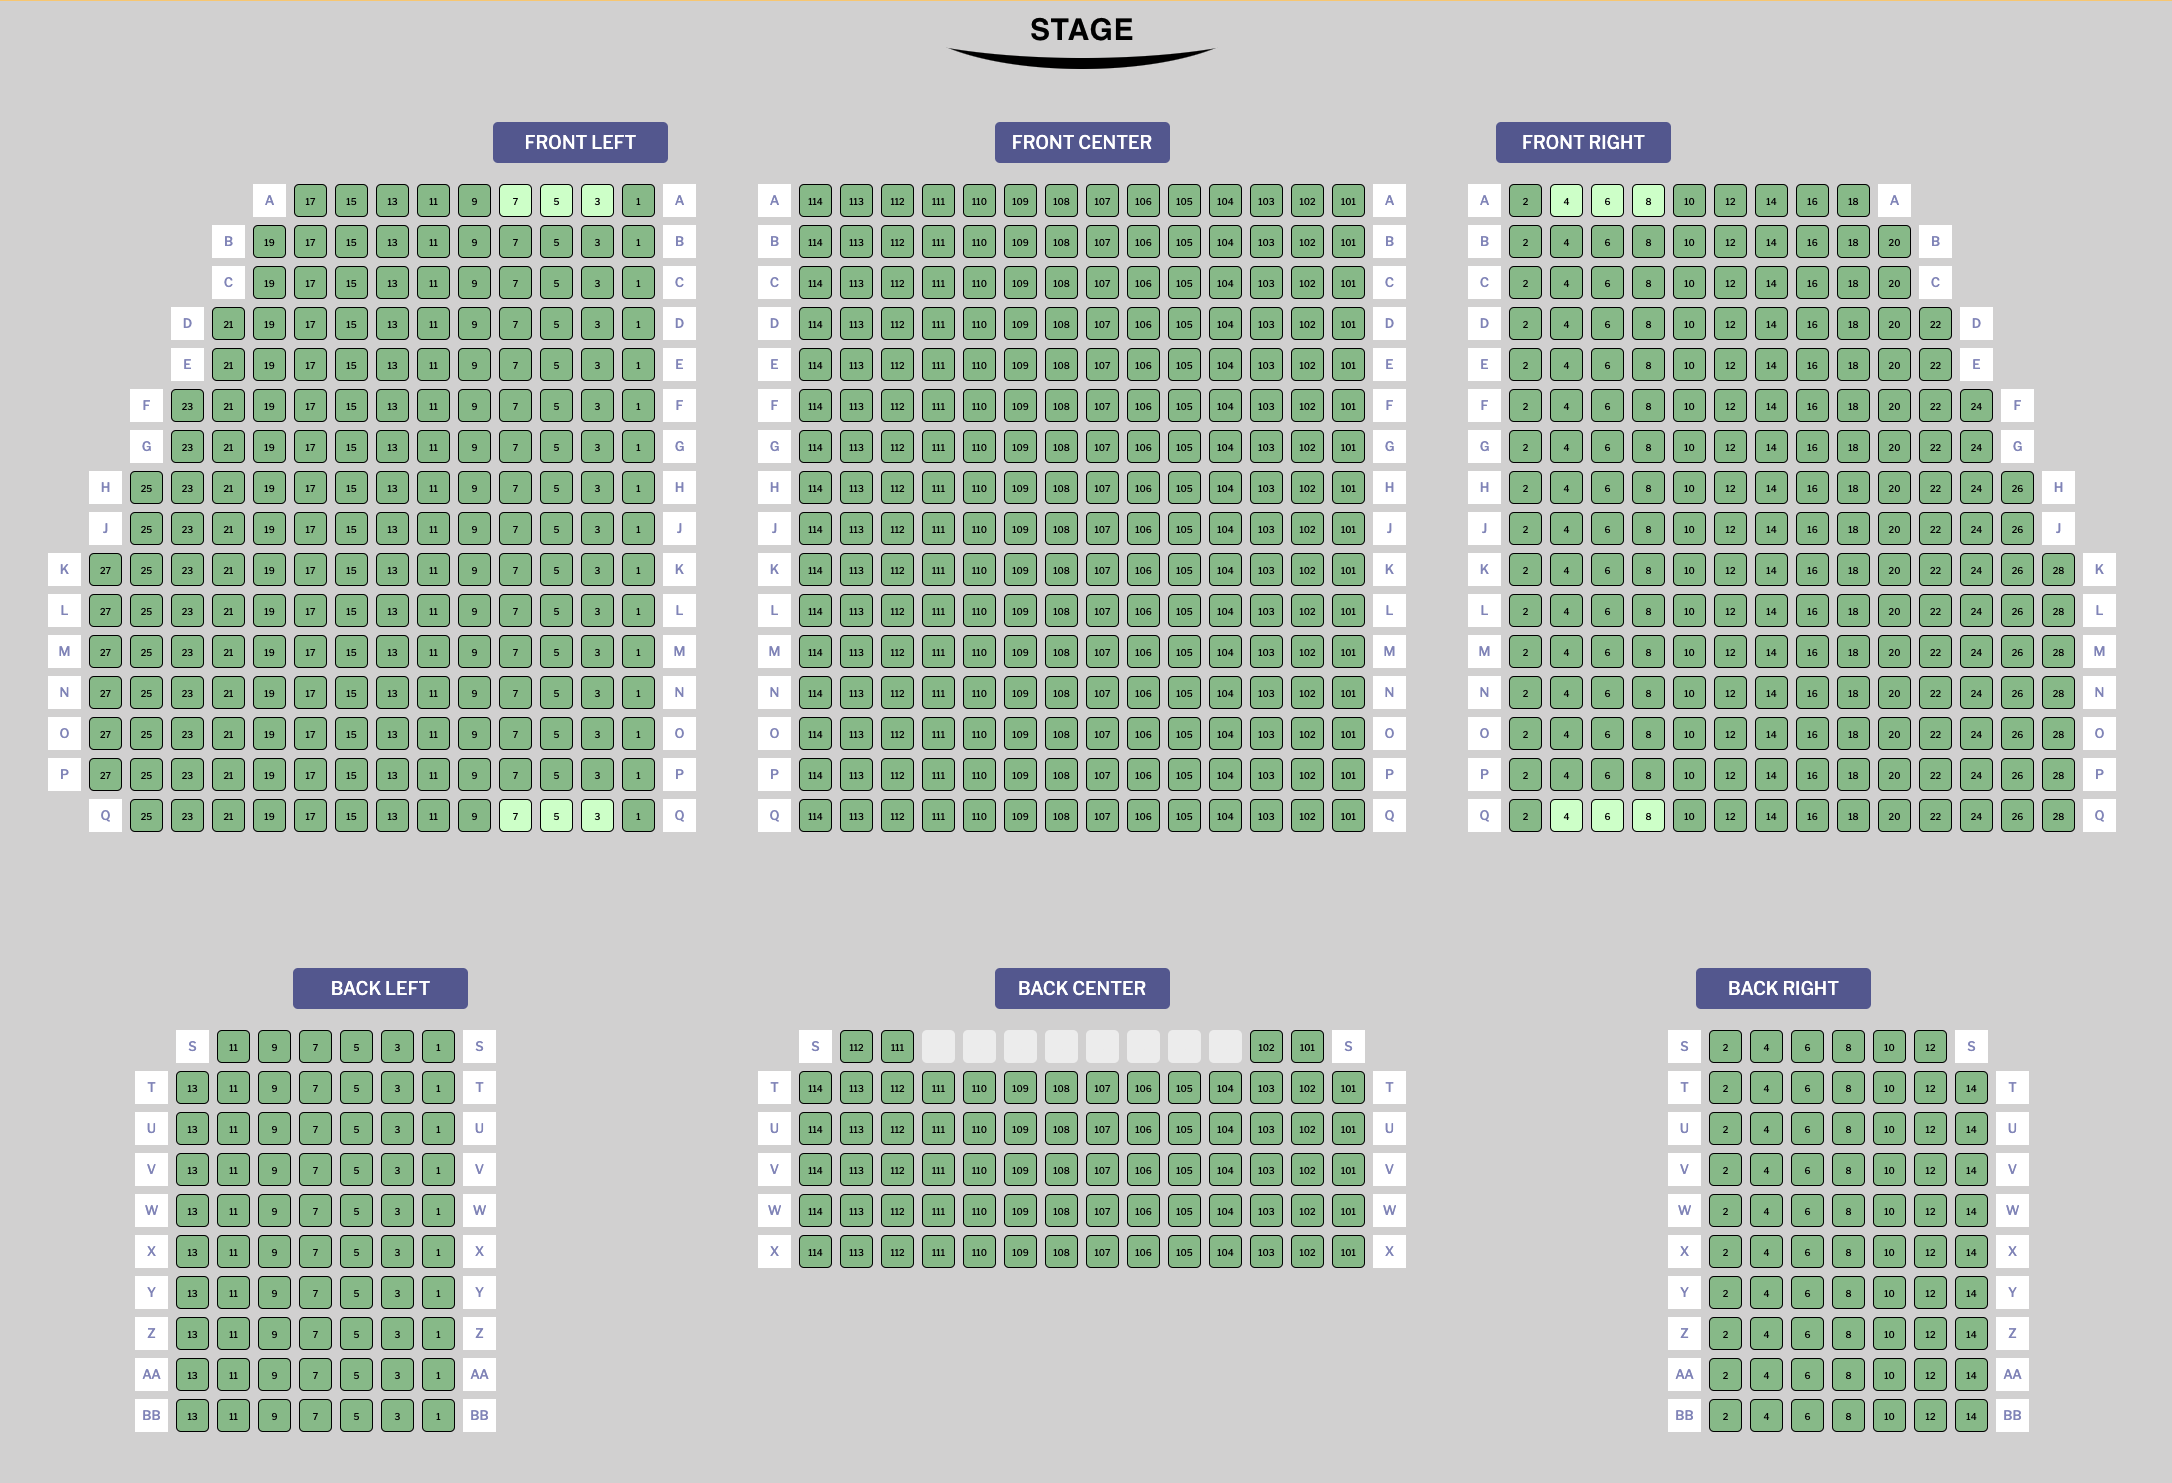 STAGE
FRONT LEFT FRONT CENTER FRONT RIGHT
A 17 15 13 11 9 7 5 3 1 A A 114 113 112 111 110 109 108 107 106 105 104 103 102 101 A A 2 4 6 8 10 12 14 16 18 A
B 19 17 15 13 11 9 7 5 3 1 B B 114 113 112 111 110 109 108 107 106 105 104 103 102 101 B B 2 4 6 8 10 12 14 16 18 20 B
C 19 17 15 13 11 9 7 5 3 1 C C 114 113 112 111 110 109 108 107 106 105 104 103 102 101 C C 2 4 6 8 10 12 14 16 18 20 C
D 21 19 17 15 13 11 9 7 5 3 1 D D 114 113 112 111 110 109 108 107 106 105 104 103 102 101 D D 2 4 6 8 10 12 14 16 18 20 22 D
E 21 19 17 15 13 11 9 7 5 3 1 E E 114 113 112 111 110 109 108 107 106 105 104 103 102 101 E E 2 4 6 8 10 12 14 16 18 20 22 E
F 23 21 19 17 15 13 11 9 7 5 3 1 F F 114 113 112 111 110 109 108 107 106 105 104 103 102 101 F F 2 4 6 8 10 12 14 16 18 20 22 24 F
G 23 21 19 17 15 13 11 9 7 5 3 1 G G 114 113 112 111 110 109 108 107 106 105 104 103 102 101 G G 2 4 6 8 10 12 14 16 18 20 22 24 G
H 25 23 21 19 17 15 13 11 9 7 5 3 1 H H 114 113 112 111 110 109 108 107 106 105 104 103 102 101 H H 2 4 6 8 10 12 14 16 18 20 22 24 26 H
J 25 23 21 19 17 15 13 11 9 7 5 3 1 J J 114 113 112 111 110 109 108 107 106 105 104 103 102 101 J J 2 4 6 8 10 12 14 16 18 20 22 24 26 J
K 27 25 23 21 19 17 15 13 11 9 7 5 3 1 K K 114 113 112 111 110 109 108 107 106 105 104 103 102 101 K K 2 4 6 8 10 12 14 16 18 20 22 24 26 28 K
L 27 25 23 21 19 17 15 13 11 9 7 5 3 1 L L 114 113 112 111 110 109 108 107 106 105 104 103 102 101 L L 2 4 6 8 10 12 14 16 18 20 22 24 26 28 L
M 27 25 23 21 19 17 15 13 11 9 7 5 3 1 M M 114 113 112 111 110 109 108 107 106 105 104 103 102 101 M M 2 4 6 8 10 12 14 16 18 20 22 24 26 28 M
N 27 25 23 21 19 17 15 13 11 9 7 5 3 1 N N 114 113 112 111 110 109 108 107 106 105 104 103 102 101 N N 2 4 6 8 10 12 14 16 18 20 22 24 26 28 N
O 27 25 23 21 19 17 15 13 11 9 7 5 3 1 O O 114 113 112 111 110 109 108 107 106 105 104 103 102 101 O O 2 4 6 8 10 12 14 16 18 20 22 24 26 28 O
P 27 25 23 21 19 17 15 13 11 9 7 5 3 1 P P 114 113 112 111 110 109 108 107 106 105 104 103 102 101 P P 2 4 6 8 10 12 14 16 18 20 22 24 26 28 P
Q 25 23 21 19 17 15 13 11 9 7 5 3 1 Q Q 114 113 112 111 110 109 108 107 106 105 104 103 102 101 Q Q 2 4 6 8 10 12 14 16 18 20 22 24 26 28 Q
BACK LEFT BACK CENTER BACK RIGHT
S 11 9 7 5 3 1 S S 112 111 102 101 S S 2 4 6 8 10 12 S
T 13 11 9 7 5 3 1 T T 114 113 112 111 110 109 108 107 106 105 104 103 102 101 T T 2 4 6 8 10 12 14 T
U 13 11 9 7 5 3 1 U U 114 113 112 111 110 109 108 107 106 105 104 103 102 101 U U 2 4 6 8 10 12 14 U
V 13 11 9 7 5 3 1 V V 114 113 112 111 110 109 108 107 106 105 104 103 102 101 V V 2 4 6 8 10 12 14 V
W 13 11 9 7 5 3 1 W W 114 113 112 111 110 109 108 107 106 105 104 103 102 101 W W 2 4 6 8 10 12 14 W
X 13 11 9 7 5 3 1 X X 114 113 112 111 110 109 108 107 106 105 104 103 102 101 X X 2 4 6 8 10 12 14 X
Y 13 11 9 7 5 3 1 Y Y 2 4 6 8 10 12 14 Y
Z 13 11 9 7 5 3 1 Z Z 2 4 6 8 10 12 14 Z
AA 13 11 9 7 5 3 1 AA AA 2 4 6 8 10 12 14 AA
BB 13 11 9 7 5 3 1 BB BB 2 4 6 8 10 12 14 BB